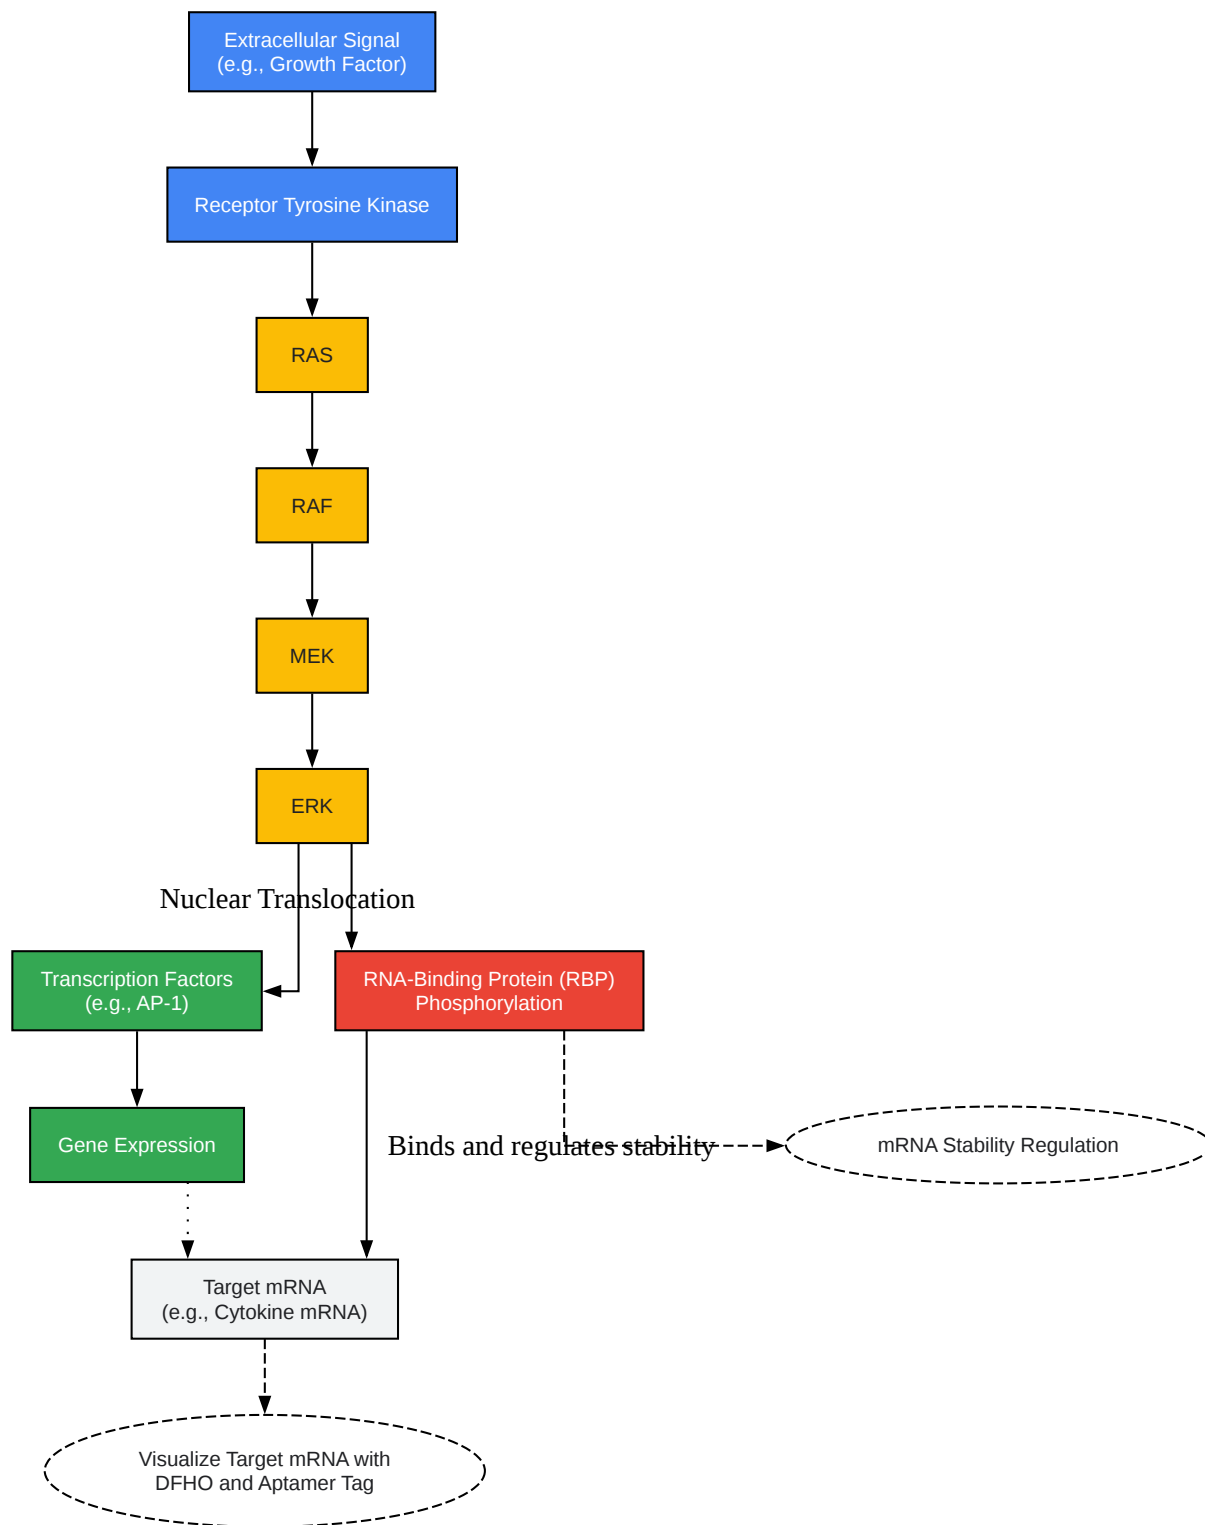 Extracellular Signal
(e.g., Growth Factor)
Receptor Tyrosine Kinase
RAS
RAF
MEK
ERK
Nuclear Translocation
Transcription Factors
(e.g., AP-1)
RNA-Binding Protein (RBP)
Phosphorylation
Gene Expression
Binds and regulates stability
mRNA Stability Regulation
Target mRNA
(e.g., Cytokine mRNA)
Visualize Target mRNA with
DFHO and Aptamer Tag